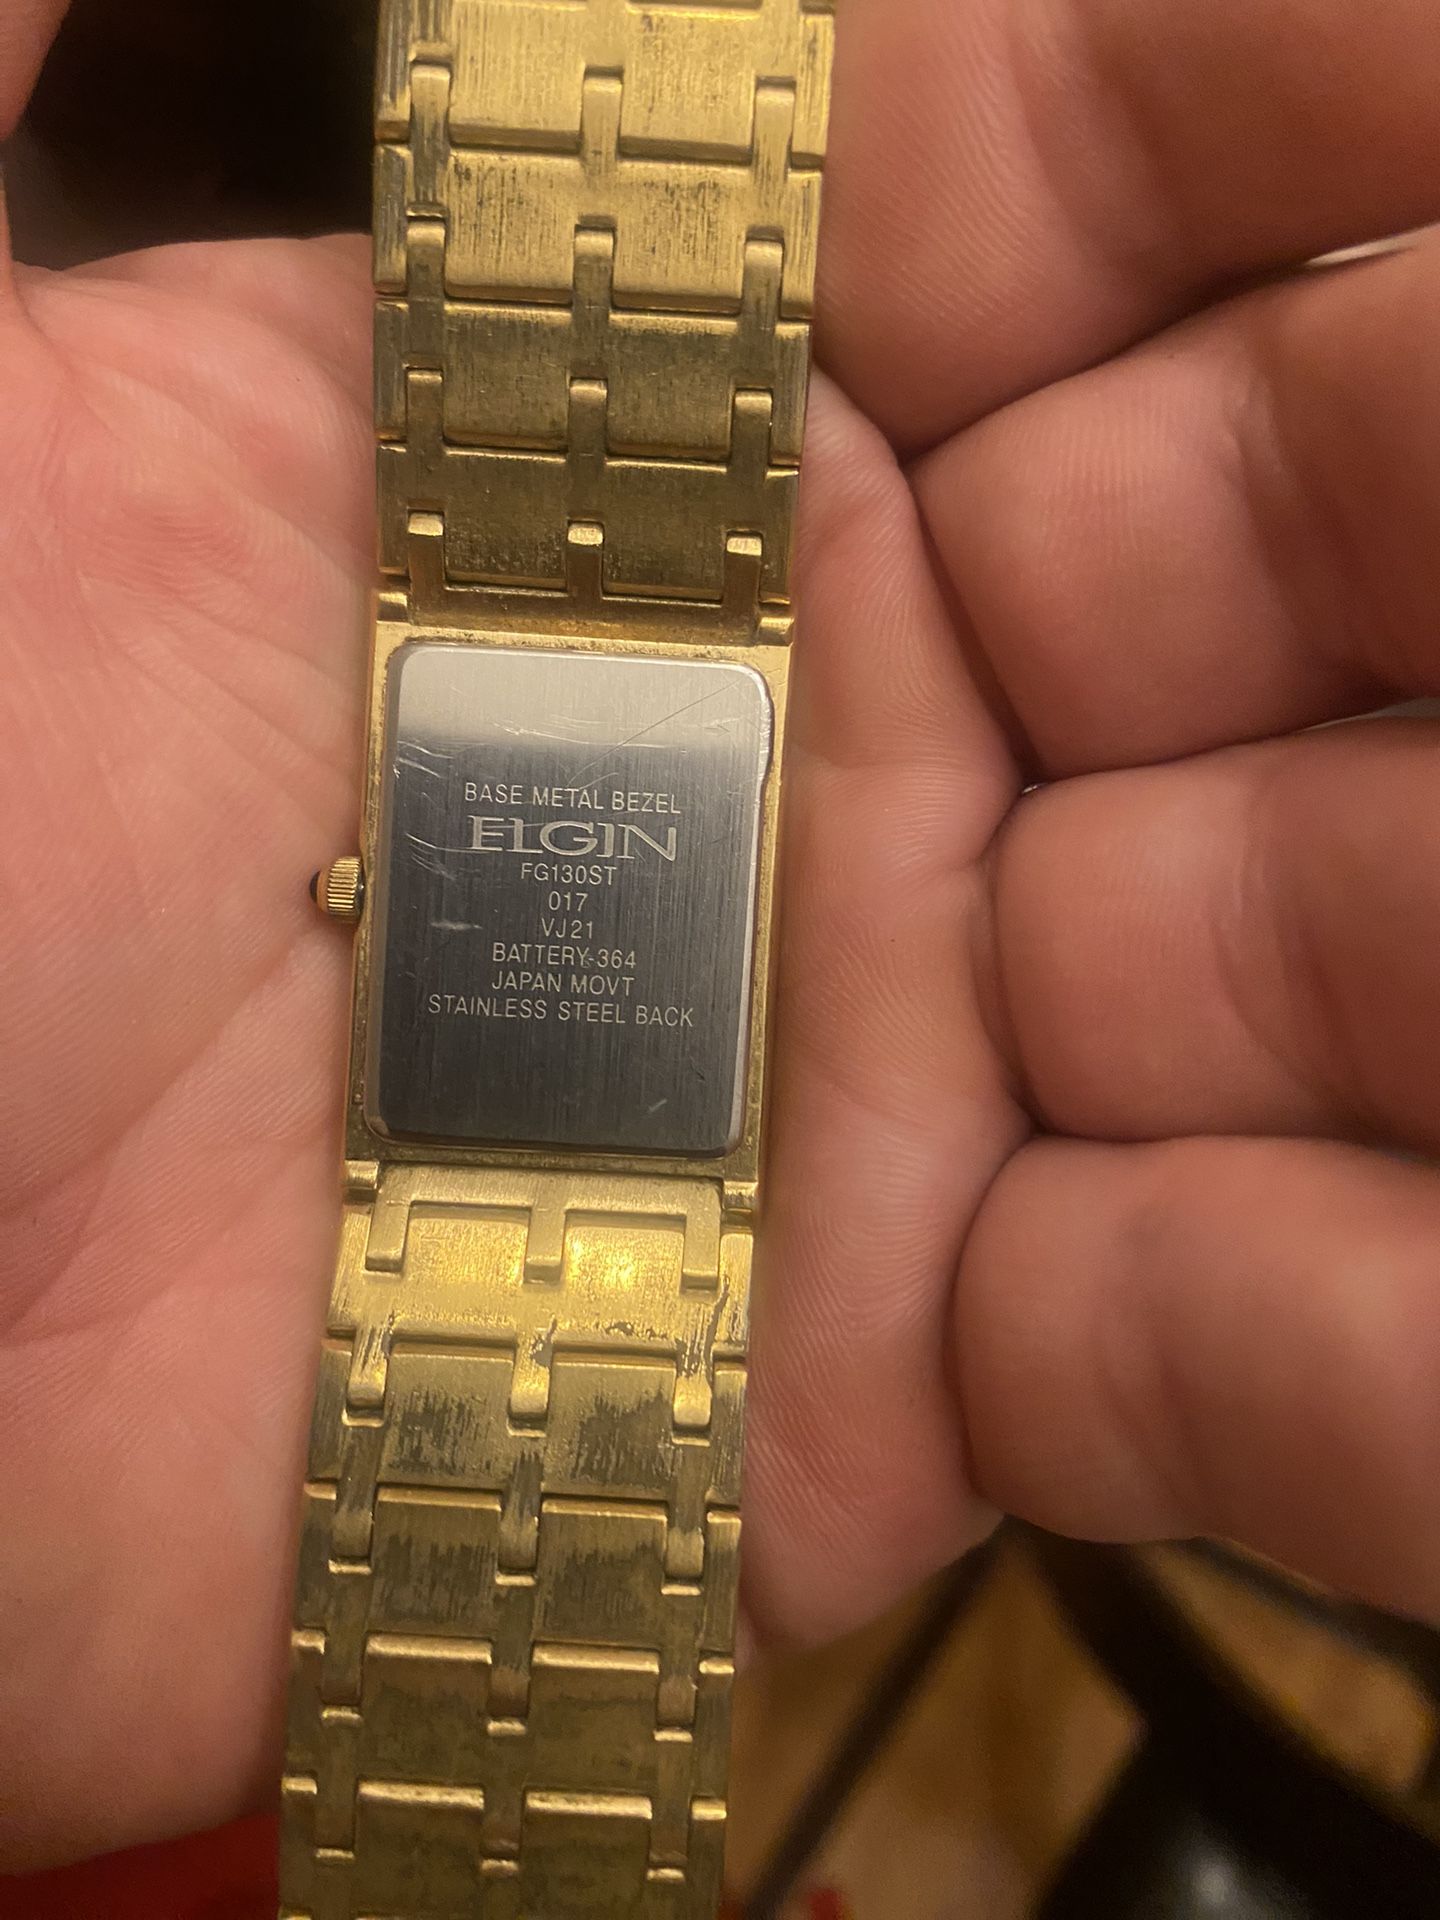 BASE METAL BEZEL
ELGIN
FG130ST
017
VJ21
BATTERY-364
JAPAN MOVT
STAINLESS STEEL BACK